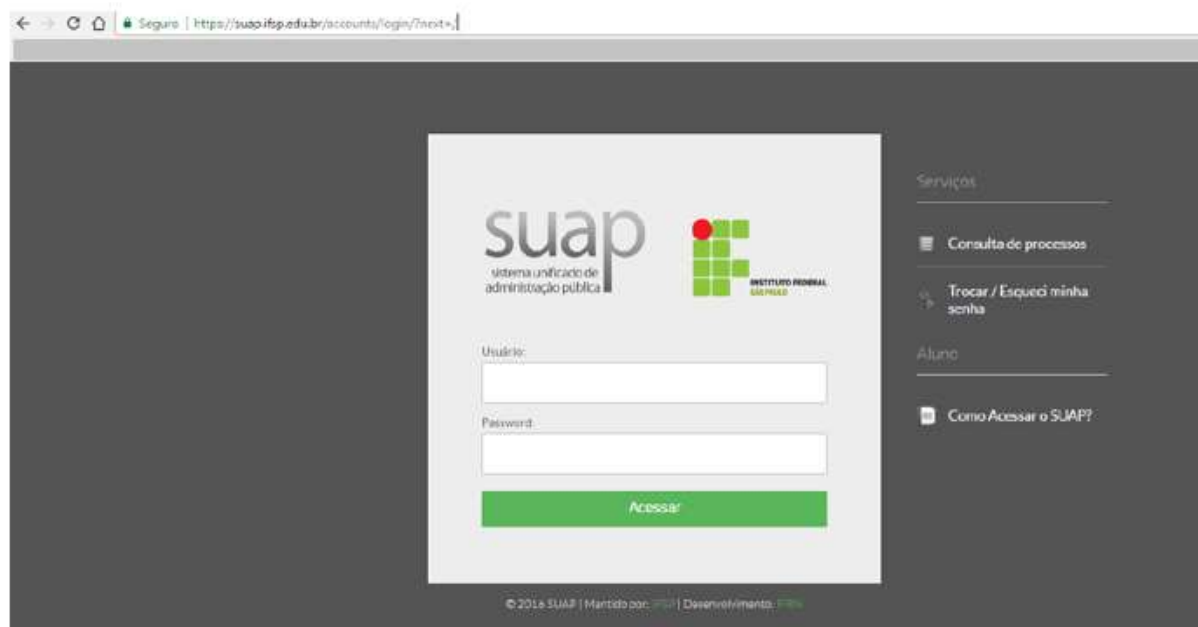 Seguro | https://suap.ifsp.edu.br/accounts/login/?next=/
suap
sistema unificado de
administração pública
INSTITUTO FEDERAL
SÃO PAULO
Usuário:
Password:
Acessar
Serviços
Consulta de processos
Trocar / Esqueci minha
senha
Aluno
Como Acessar o SUAP?
© 2016 SUAP | Mantido por: IFSP | Desenvolvimento: IFRN